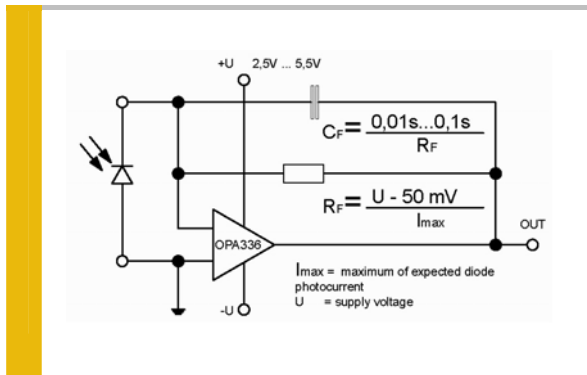 +U 2,5V ... 5,5V
CF= 0,01s...0,1s
RF
RF= U - 50 mV
Imax
OPA336
OUT
Imax = maximum of expected diode
photocurrent
U = supply voltage
-U